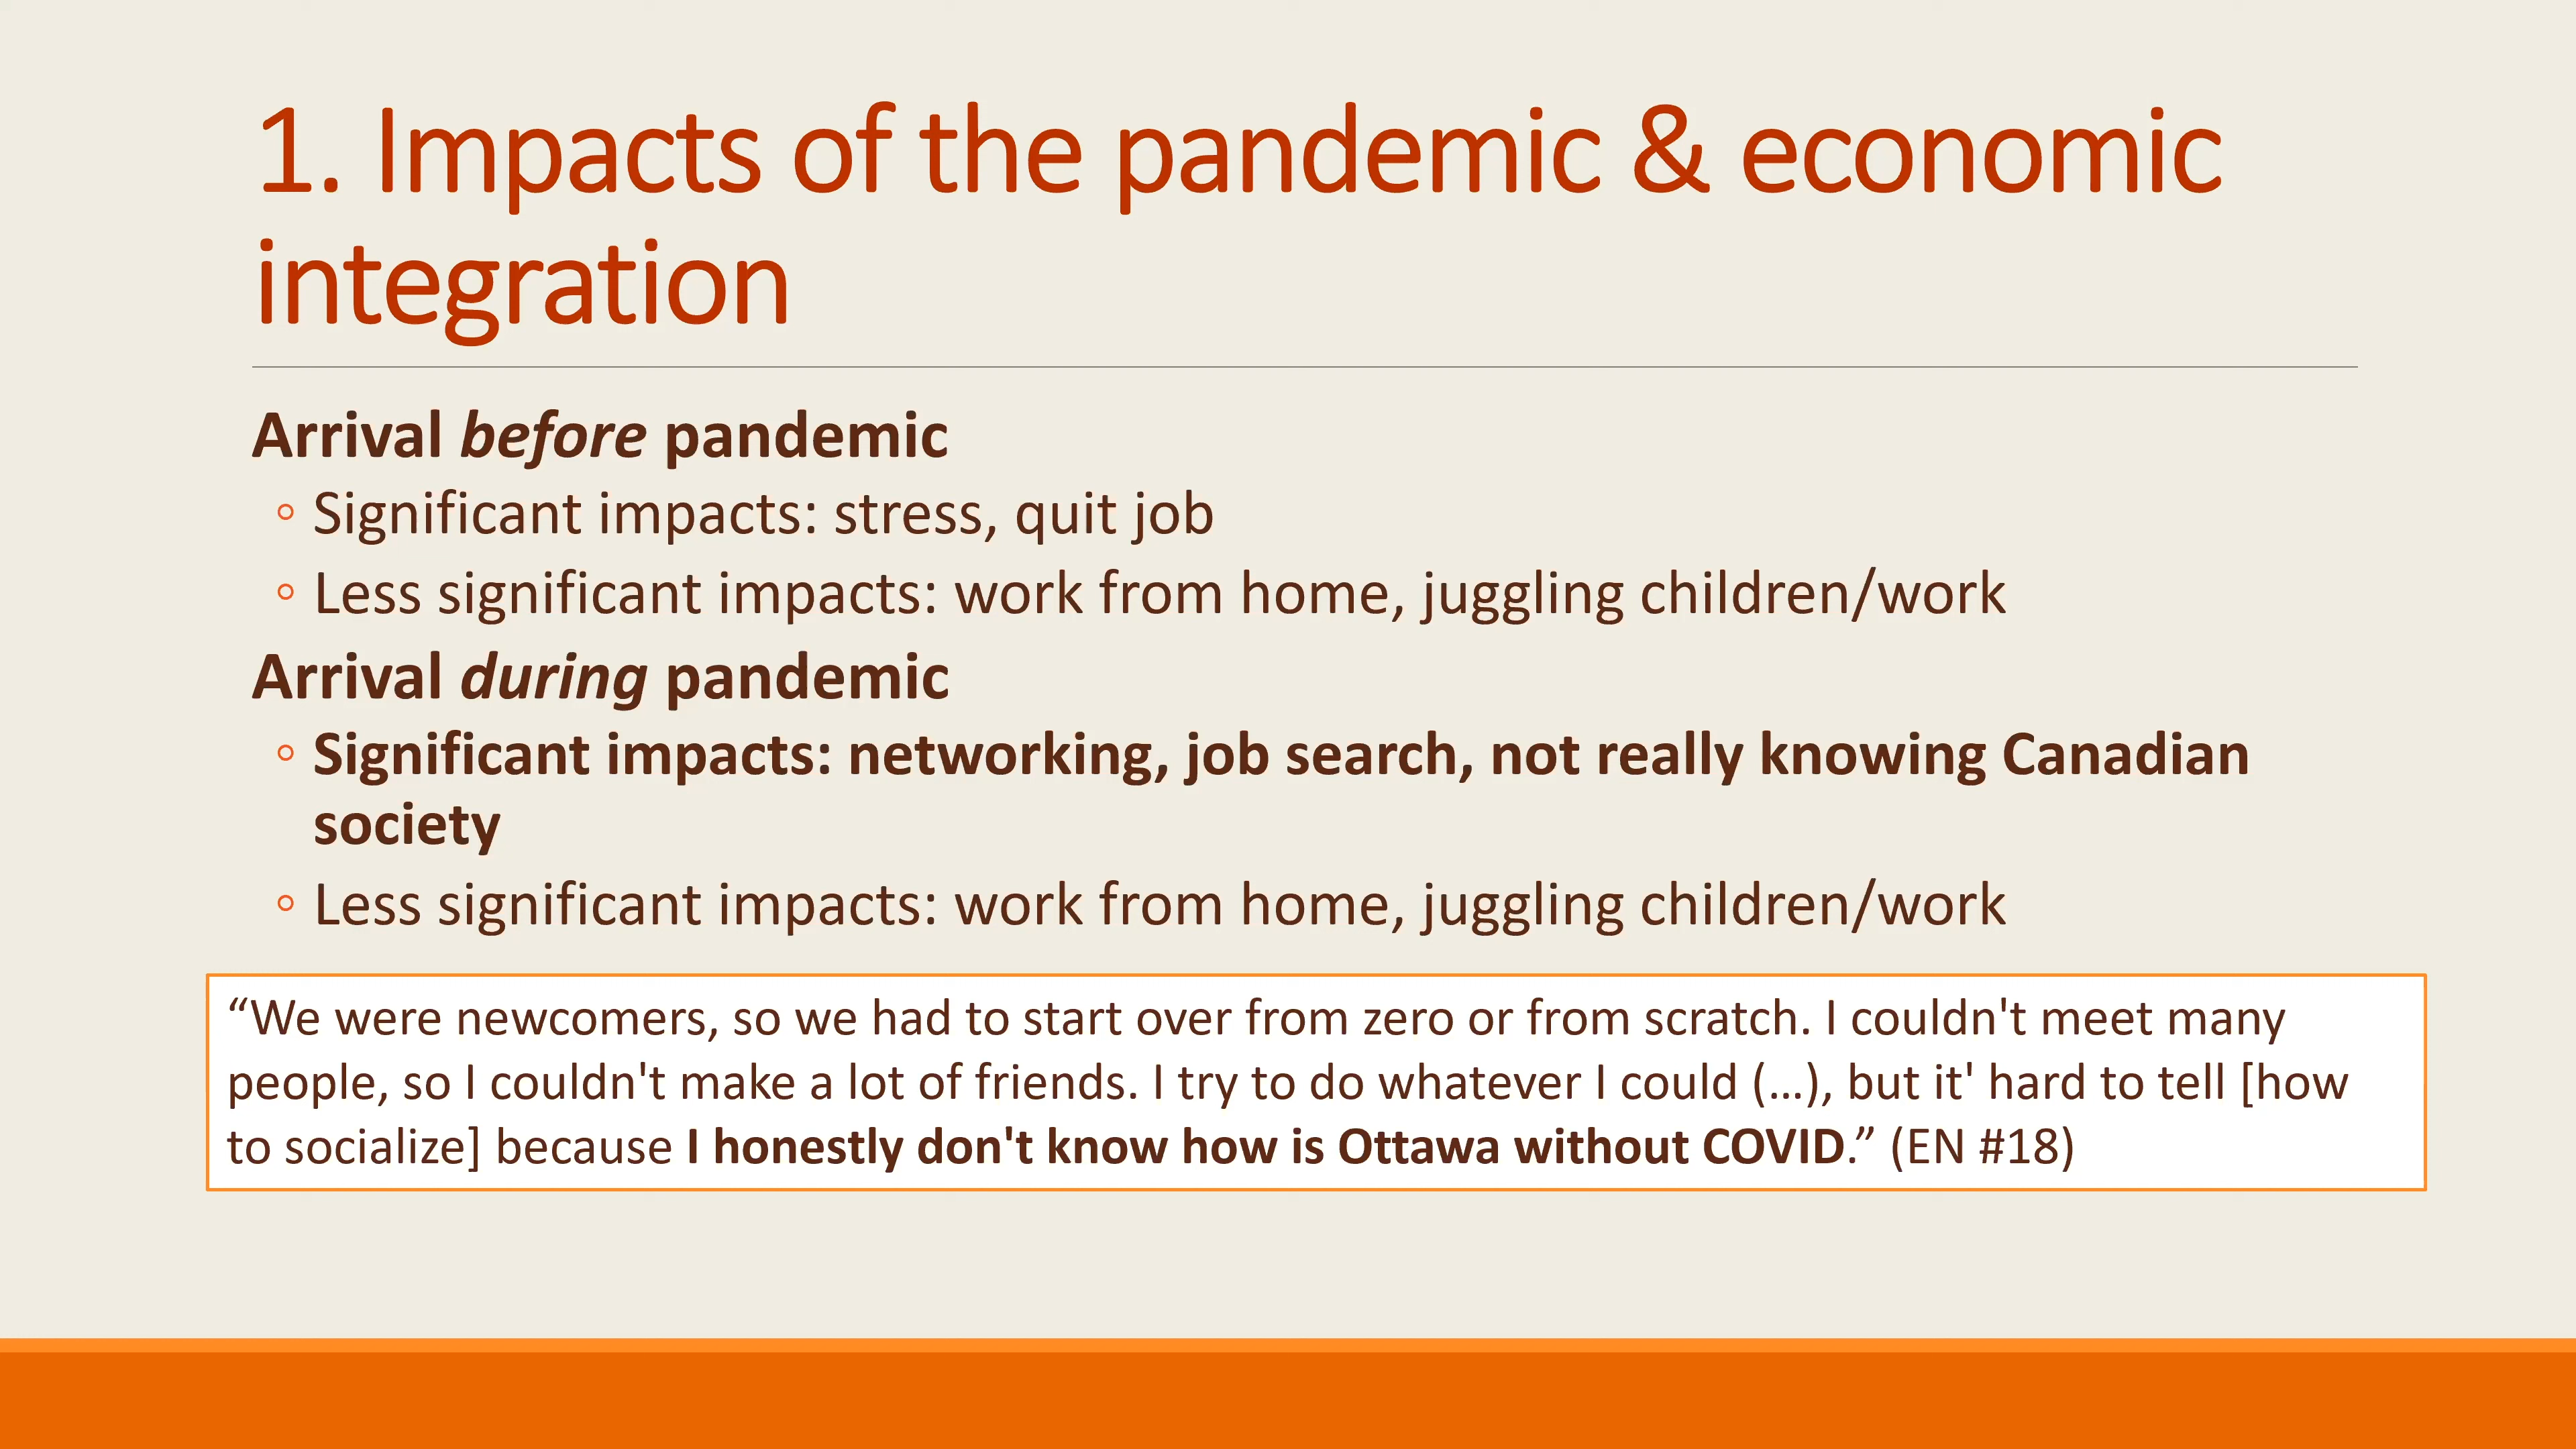 1. Impacts of the pandemic & economic
integration
Arrival before pandemic
◦ Significant impacts: stress, quit job
◦ Less significant impacts: work from home, juggling children/work
Arrival during pandemic
◦ Significant impacts: networking, job search, not really knowing Canadian
society
◦ Less significant impacts: work from home, juggling children/work
“We were newcomers, so we had to start over from zero or from scratch. I couldn't meet many
people, so I couldn't make a lot of friends. I try to do whatever I could (…), but it' hard to tell [how
to socialize] because I honestly don't know how is Ottawa without COVID.” (EN #18)